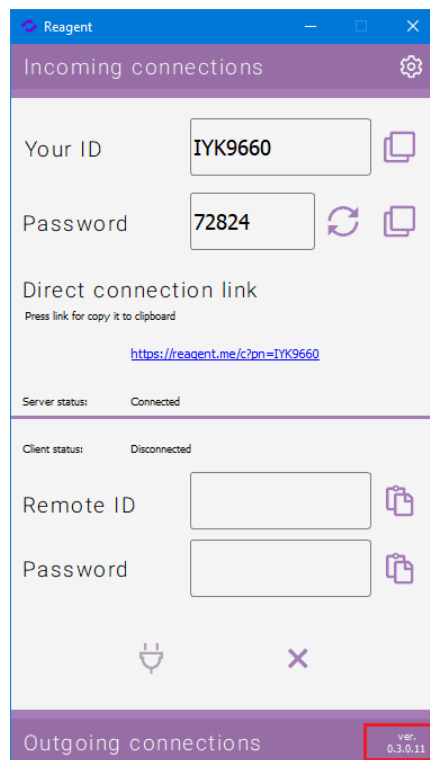 Reagent
Incoming connections
Your ID IYK9660
Password 72824
Direct connection link
Press link for copy it to clipboard
https://reagent.me/c?pn=IYK9660
Server status: Connected
Client status: Disconnected
Remote ID
Password
Outgoing connections
ver.
0.3.0.11